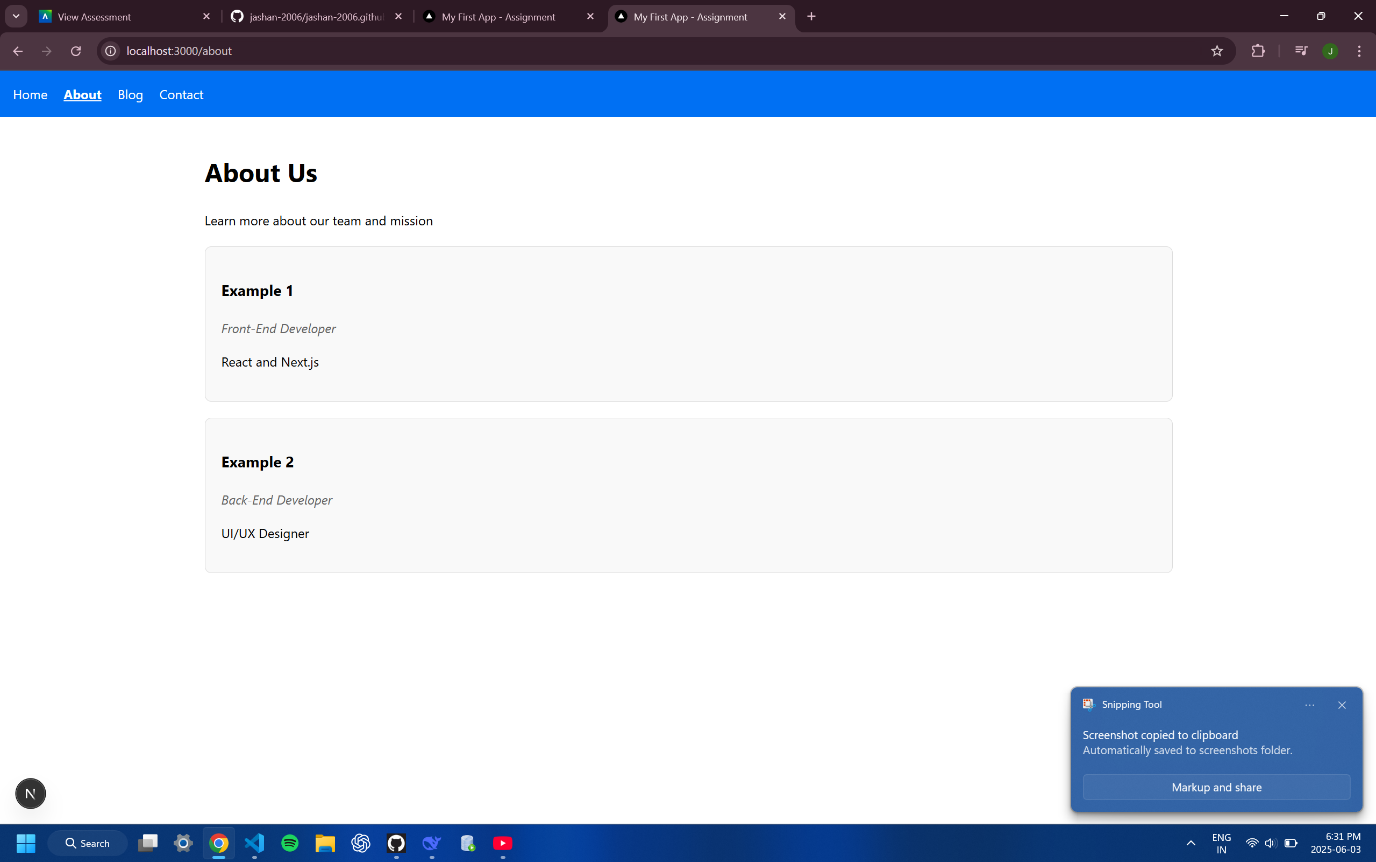 View Assessment
jashan-2006/jashan-2006.githu
My First App - Assignment
My First App - Assignment
localhost:3000/about
J
Home About Blog Contact
About Us
Learn more about our team and mission
Example 1
Front-End Developer
React and Next.js
Example 2
Back-End Developer
UI/UX Designer
Snipping Tool
Screenshot copied to clipboard
Automatically saved to screenshots folder.
Markup and share
N
Search
ENG
IN
6:31 PM
2025-06-03